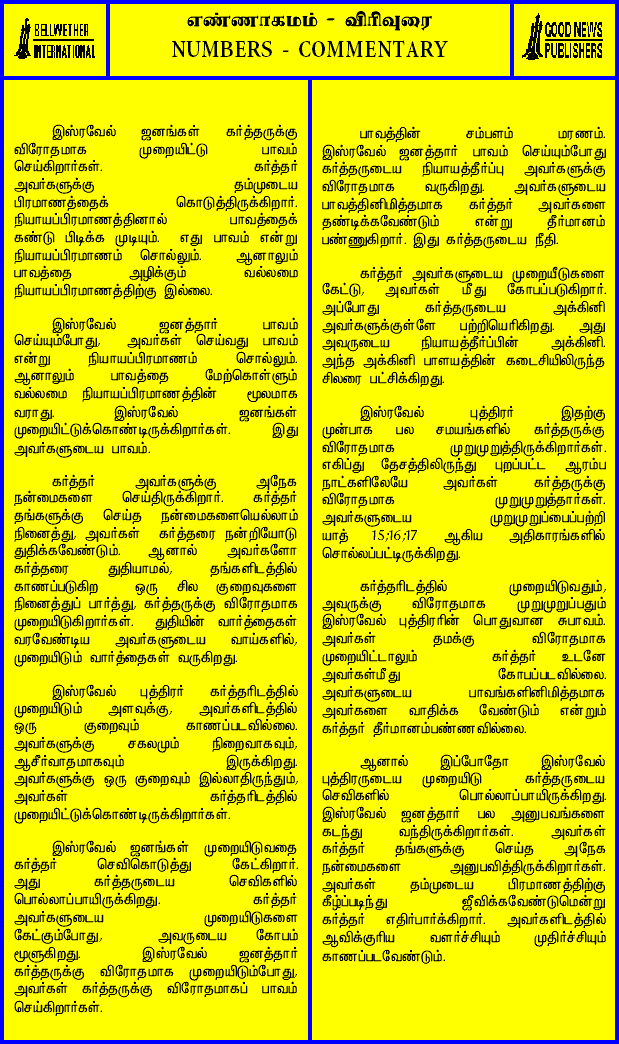 BELLWETHER
INTERNATIONAL
எண்ணாகமம் - விரிவுரை
NUMBERS - COMMENTARY
GOOD NEWS
PUBLISHERS
இஸ்ரவேல் ஜனங்கள் கர்த்தருக்கு
விரோதமாக முறையிட்டு பாவம்
செய்கிறார்கள். கர்த்தர்
அவர்களுக்கு தம்முடைய
பிரமாணத்தைக் கொடுத்திருக்கிறார்.
நியாயப்பிரமாணத்தினால் பாவத்தைக்
கண்டு பிடிக்க முடியும். எது பாவம் என்று
நியாயப்பிரமாணம் சொல்லும். ஆனாலும்
பாவத்தை அழிக்கும் வல்லமை
நியாயப்பிரமாணத்திற்கு இல்லை.
இஸ்ரவேல் ஜனத்தார் பாவம்
செய்யும்போது, அவர்கள் செய்வது பாவம்
என்று நியாயப்பிரமாணம் சொல்லும்.
ஆனாலும் பாவத்தை மேற்கொள்ளும்
வல்லமை நியாயப்பிரமாணத்தின் மூலமாக
வராது. இஸ்ரவேல் ஜனங்கள்
முறையிட்டுக்கொண்டிருக்கிறார்கள். இது
அவர்களுடைய பாவம்.
கர்த்தர் அவர்களுக்கு அநேக
நன்மைகளை செய்திருக்கிறார். கர்த்தர்
தங்களுக்கு செய்த நன்மைகளையெல்லாம்
நினைத்து, அவர்கள் கர்த்தரை நன்றியோடு
துதிக்கவேண்டும். ஆனால் அவர்களோ
கர்த்தரை துதியாமல், தங்களிடத்தில்
காணப்படுகிற ஒரு சில குறைவுகளை
நினைத்துப் பார்த்து, கர்த்தருக்கு விரோதமாக
முறையிடுகிறார்கள். துதியின் வார்த்தைகள்
வரவேண்டிய அவர்களுடைய வாய்களில்,
முறையிடும் வார்த்தைகள் வருகிறது.
இஸ்ரவேல் புத்திரர் கர்த்தரிடத்தில்
முறையிடும் அளவுக்கு, அவர்களிடத்தில்
ஒரு குறைவும் காணப்படவில்லை.
அவர்களுக்கு சகலமும் நிறைவாகவும்,
ஆசீர்வாதமாகவும் இருக்கிறது.
அவர்களுக்கு ஒரு குறைவும் இல்லாதிருந்தும்,
அவர்கள் கர்த்தரிடத்தில்
முறையிட்டுக்கொண்டிருக்கிறார்கள்.
இஸ்ரவேல் ஜனங்கள் முறையிடுவதை
கர்த்தர் செவிகொடுத்து கேட்கிறார்.
அது கர்த்தருடைய செவிகளில்
பொல்லாப்பாயிருக்கிறது. கர்த்தர்
அவர்களுடைய முறையீடுகளை
கேட்கும்போது, அவருடைய கோபம்
மூளுகிறது. இஸ்ரவேல் ஜனத்தார்
கர்த்தருக்கு விரோதமாக முறையிடும்போது,
அவர்கள் கர்த்தருக்கு விரோதமாகப் பாவம்
செய்கிறார்கள்.
பாவத்தின் சம்பளம் மரணம்.
இஸ்ரவேல் ஜனத்தார் பாவம் செய்யும்போது
கர்த்தருடைய நியாயத்தீர்ப்பு அவர்களுக்கு
விரோதமாக வருகிறது. அவர்களுடைய
பாவத்தினிமித்தமாக கர்த்தர் அவர்களை
தண்டிக்கவேண்டும் என்று தீர்மானம்
பண்ணுகிறார். இது கர்த்தருடைய நீதி.
கர்த்தர் அவர்களுடைய முறையீடுகளை
கேட்டு, அவர்கள் மீது கோபப்படுகிறார்.
அப்போது கர்த்தருடைய அக்கினி
அவர்களுக்குள்ளே பற்றியெரிகிறது. அது
அவருடைய நியாயத்தீர்ப்பின் அக்கினி.
அந்த அக்கினி பாளயத்தின் கடைசியிலிருந்த
சிலரை பட்சிக்கிறது.
இஸ்ரவேல் புத்திரர் இதற்கு
முன்பாக பல சமயங்களில் கர்த்தருக்கு
விரோதமாக முறுமுறுத்திருக்கிறார்கள்.
எகிப்து தேசத்திலிருந்து புறப்பட்ட ஆரம்ப
நாட்களிலேயே அவர்கள் கர்த்தருக்கு
விரோதமாக முறுமுறுத்தார்கள்.
அவர்களுடைய முறுமுறுப்பைப்பற்றி
யாத் 15;16;17 ஆகிய அதிகாரங்களில்
சொல்லப்பட்டிருக்கிறது.
கர்த்தரிடத்தில் முறையிடுவதும்,
அவருக்கு விரோதமாக முறுமுறுப்பதும்
இஸ்ரவேல் புத்திரரின் பொதுவான சுபாவம்.
அவர்கள் தமக்கு விரோதமாக
முறையிட்டாலும் கர்த்தர் உடனே
அவர்கள்மீது கோபப்படவில்லை.
அவர்களுடைய பாவங்களினிமித்தமாக
அவர்களை வாதிக்க வேண்டும் என்றும்
கர்த்தர் தீர்மானம்பண்ணவில்லை.
ஆனால் இப்போதோ இஸ்ரவேல்
புத்திரருடைய முறையிடு கர்த்தருடைய
செவிகளில் பொல்லாப்பாயிருக்கிறது.
இஸ்ரவேல் ஜனத்தார் பல அனுபவங்களை
கடந்து வந்திருக்கிறார்கள். அவர்கள்
கர்த்தர் தங்களுக்கு செய்த அநேக
நன்மைகளை அனுபவித்திருக்கிறார்கள்.
அவர்கள் தம்முடைய பிரமாணத்திற்கு
கீழ்ப்படிந்து ஜீவிக்கவேண்டுமென்று
கர்த்தர் எதிர்பார்க்கிறார். அவர்களிடத்தில்
ஆவிக்குரிய வளர்ச்சியும் முதிர்ச்சியும்
காணப்படவேண்டும்.